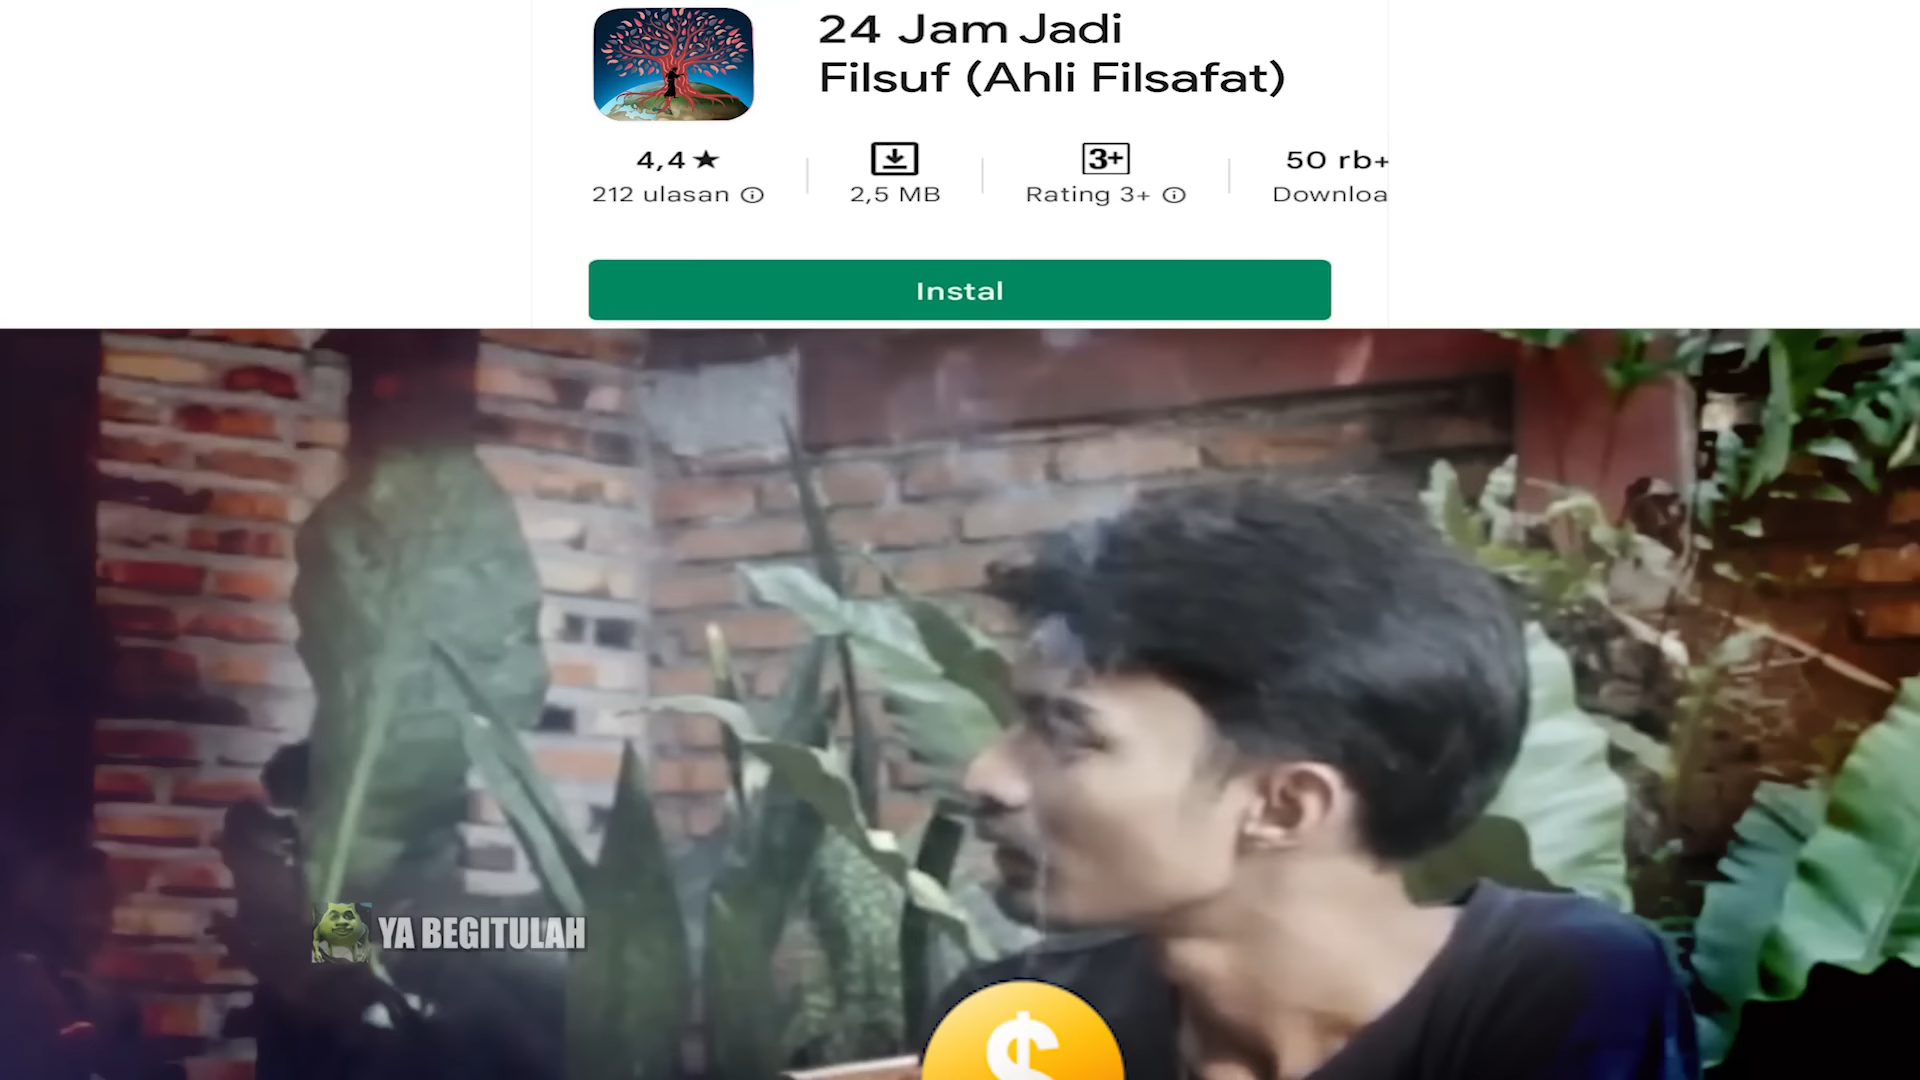 24 Jam Jadi
Filsuf (Ahli Filsafat)
4,4★
3+
50 rb+
212 ulasan
2,5 MB
Rating 3+
Downloa
Instal
YA BEGITULAH
$